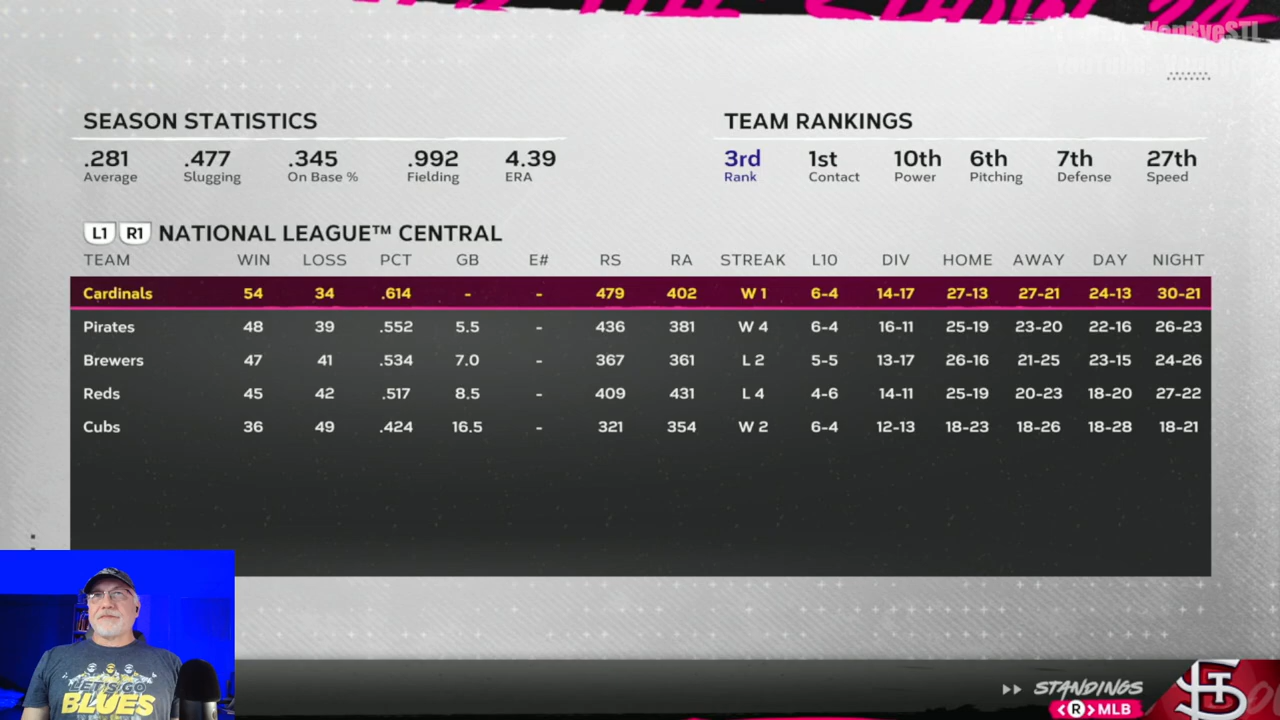 SEASON STATISTICS
.281 .477 .345 .992 4.39
Average Slugging On Base % Fielding ERA
TEAM RANKINGS
3rd 1st 10th 6th 7th 27th
Rank Contact Power Pitching Defense Speed
L1 R1 NATIONAL LEAGUE™ CENTRAL
TEAM WIN LOSS PCT GB E# RS RA STREAK L10 DIV HOME AWAY DAY NIGHT
Cardinals 54 34 .614 - - 479 402 W 1 6-4 14-17 27-13 27-21 24-13 30-21
Pirates 48 39 .552 5.5 - 436 381 W 4 6-4 16-11 25-19 23-20 22-16 26-23
Brewers 47 41 .534 7.0 - 367 361 L 2 5-5 13-17 26-16 21-25 23-15 24-26
Reds 45 42 .517 8.5 - 409 431 L 4 4-6 14-11 25-19 20-23 18-20 27-22
Cubs 36 49 .424 16.5 - 321 354 W 2 6-4 12-13 18-23 18-26 18-28 18-21
LET'S GO
BLUES
STANDINGS
R MLB
STL